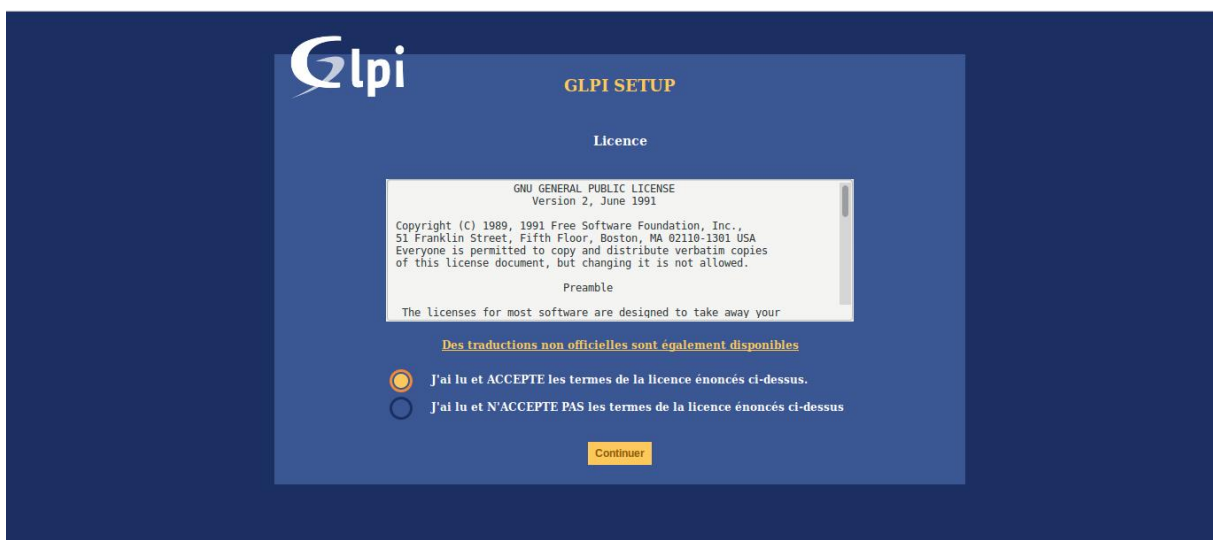 Glpi
GLPI SETUP
Licence
GNU GENERAL PUBLIC LICENSE
Version 2, June 1991
Copyright (C) 1989, 1991 Free Software Foundation, Inc.,
51 Franklin Street, Fifth Floor, Boston, MA 02110-1301 USA
Everyone is permitted to copy and distribute verbatim copies
of this license document, but changing it is not allowed.
Preamble
The licenses for most software are designed to take away your
Des traductions non officielles sont également disponibles
J'ai lu et ACCEPTE les termes de la licence énoncés ci-dessus.
J'ai lu et N'ACCEPTE PAS les termes de la licence énoncés ci-dessus
Continuer